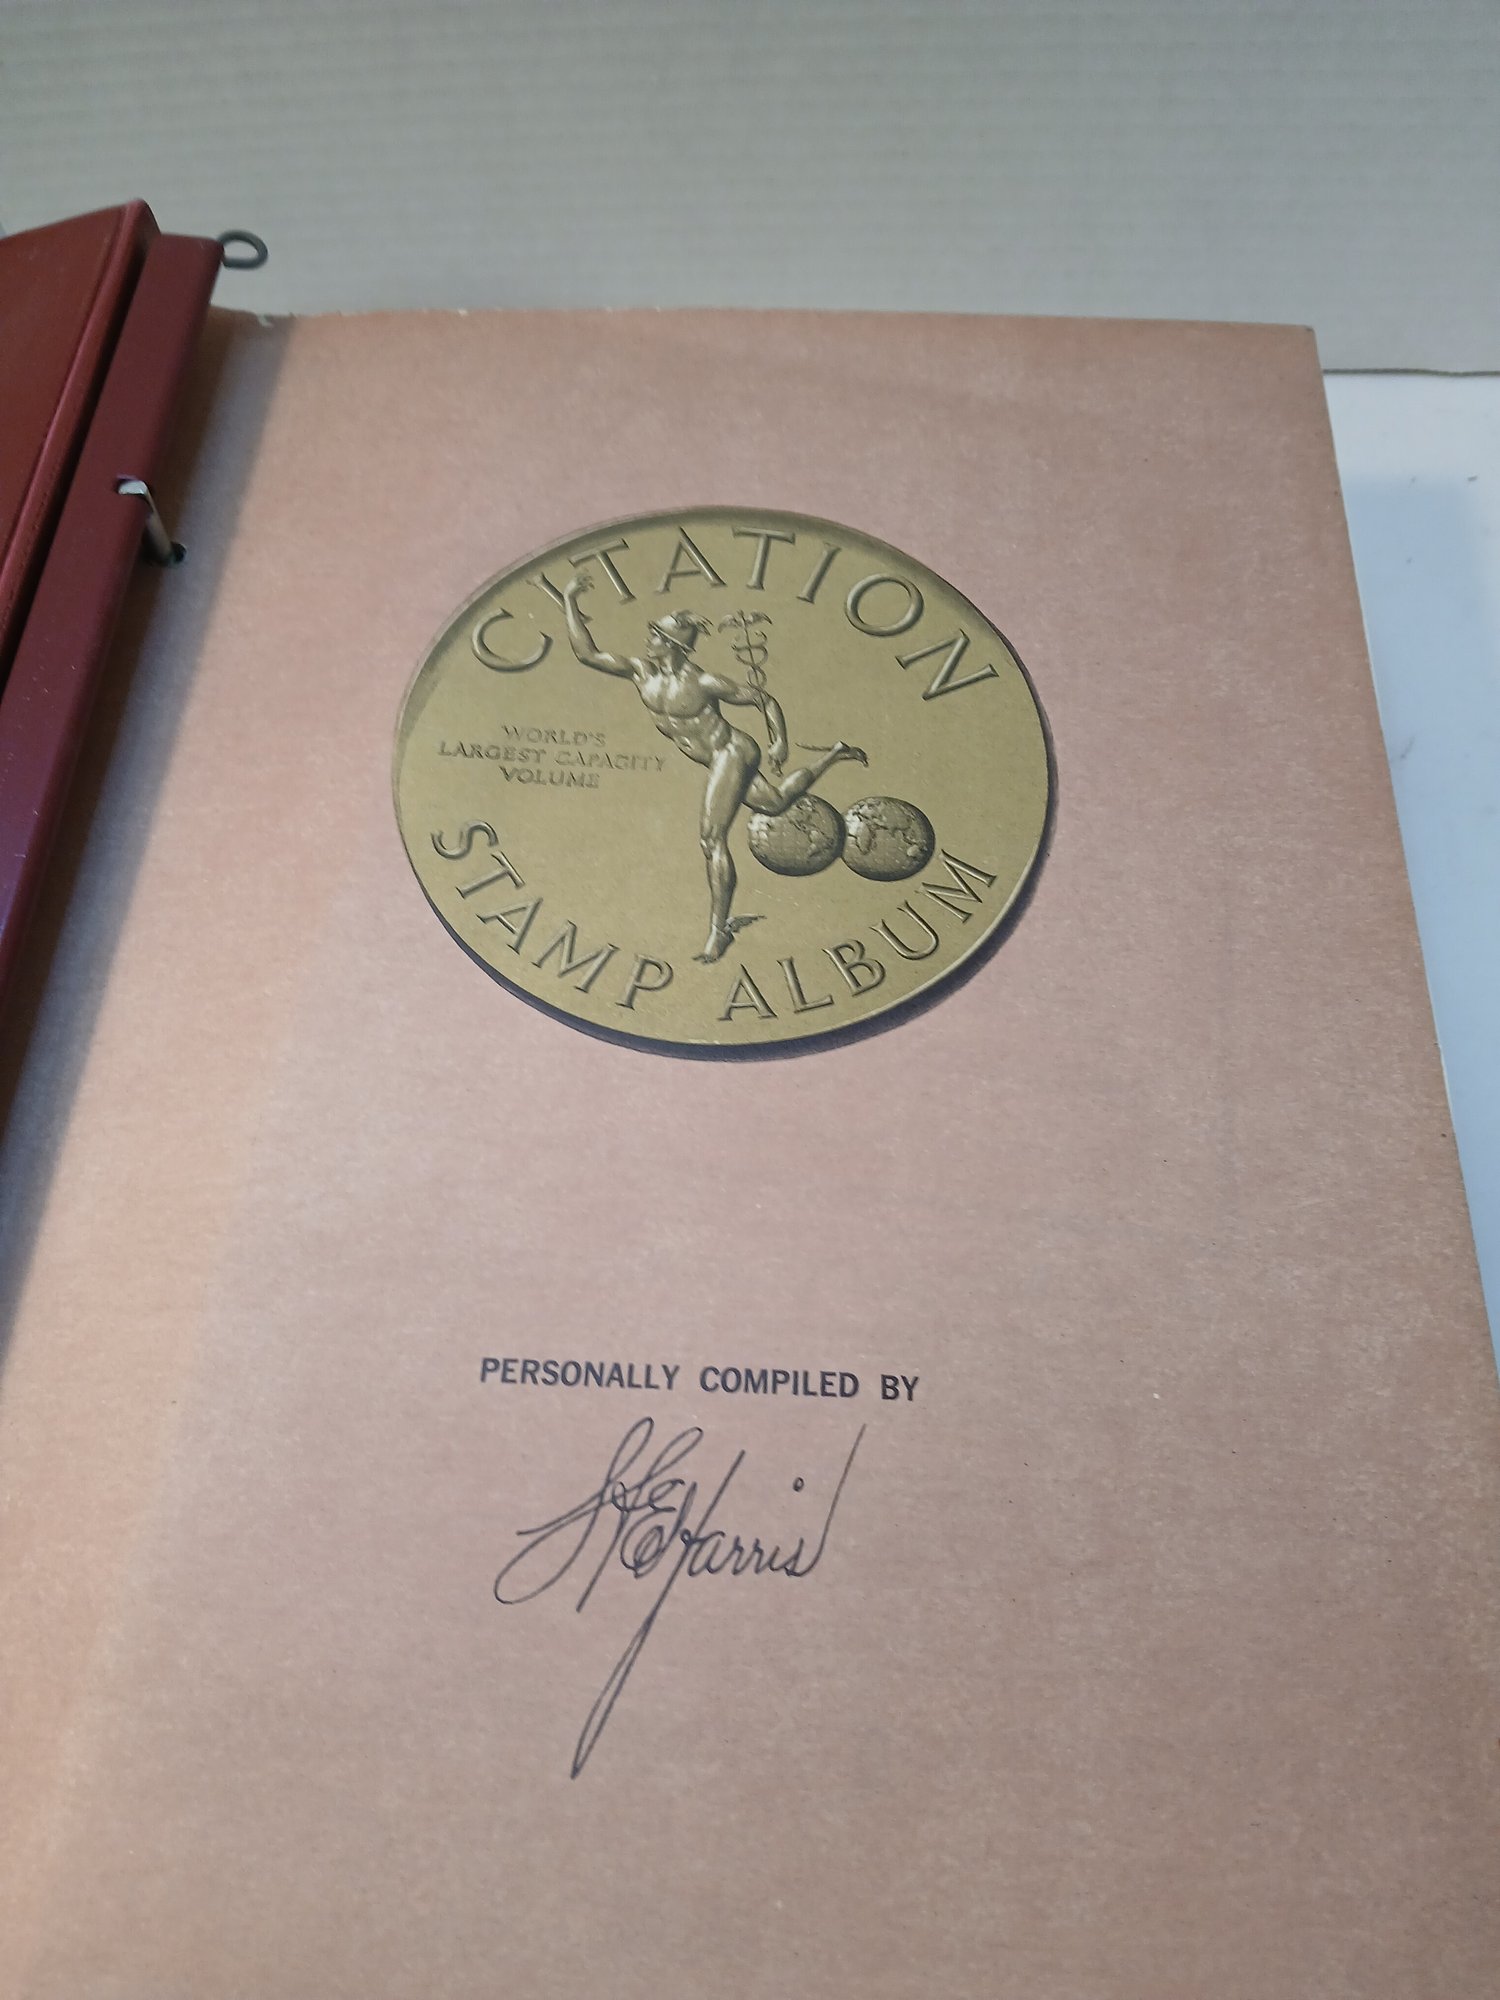 CITATION
WORLD'S
LARGEST CAPACITY
VOLUME
STAMP ALBUM
PERSONALLY COMPILED BY
H.E. Harris